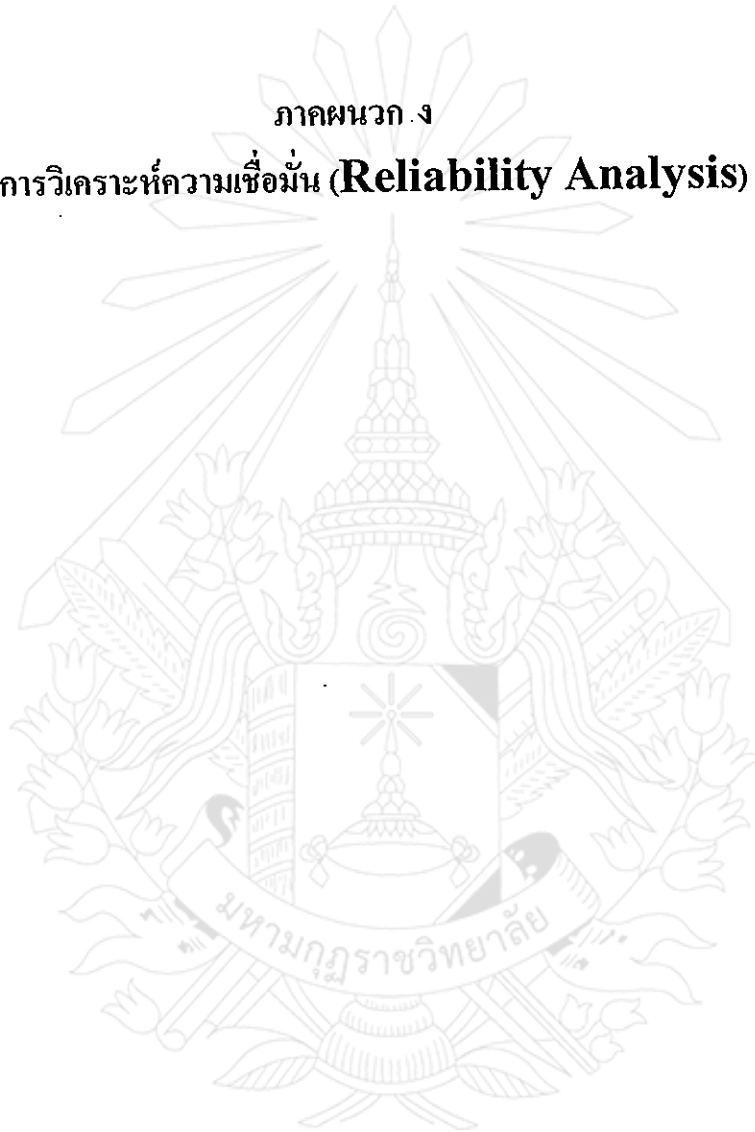 ภาคผนวก ง
การวิเคราะห์ความเชื่อมั่น (Reliability Analysis)
มหามกุฏราชวิทยาลัย